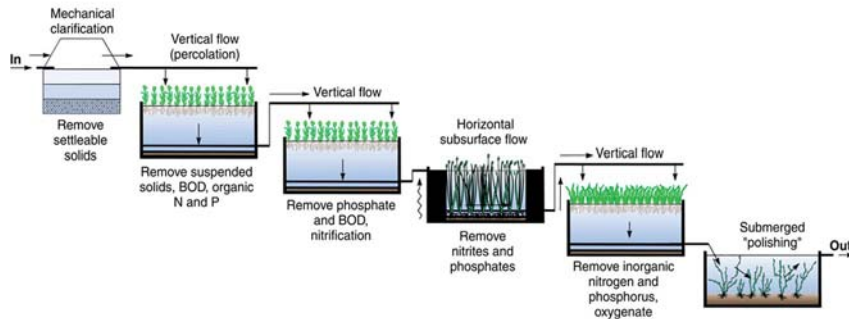 Mechanical
clarification
In
Vertical flow
(percolation)
Remove
settleable
solids
Vertical flow
Remove suspended
solids, BOD, organic
N and P
Remove phosphate
and BOD,
nitrification
Horizontal
subsurface flow
Remove
nitrites and
phosphates
Vertical flow
Remove inorganic
nitrogen and
phosphorus,
oxygenate
Submerged
"polishing"
Out